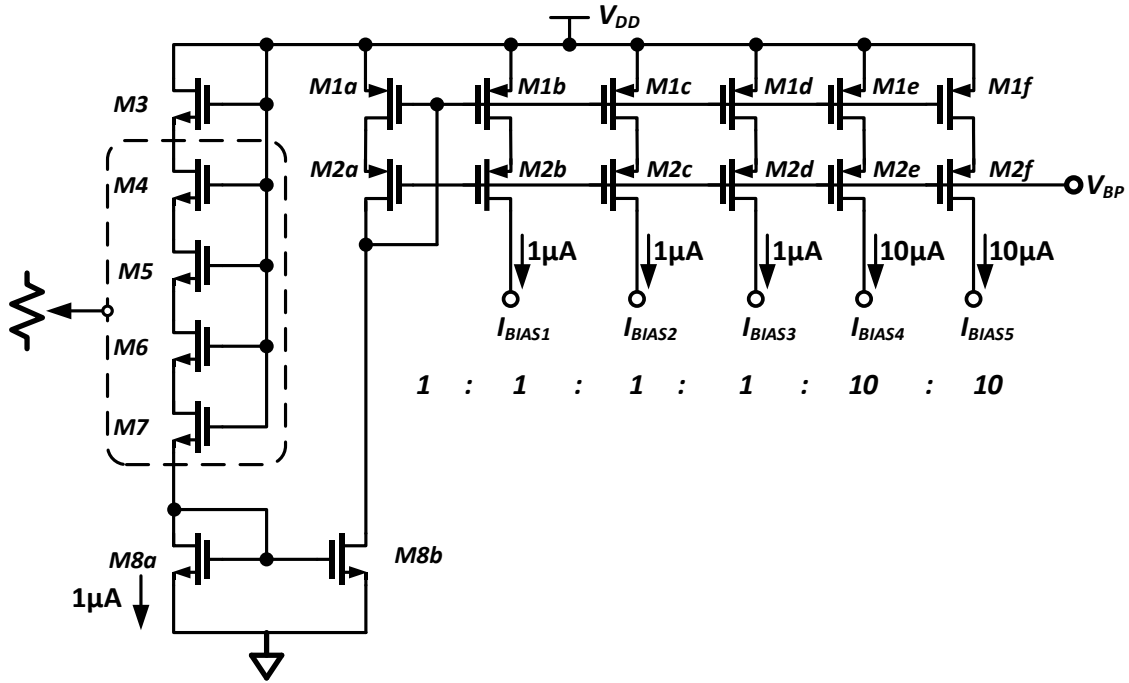 V_DD
M3 M1a M1b M1c M1d M1e M1f
M4 M2a M2b M2c M2d M2e M2f V_BP
M5 1µA 1µA 1µA 10µA 10µA
M6 I_BIAS1 I_BIAS2 I_BIAS3 I_BIAS4 I_BIAS5
1 : 1 : 1 : 1 : 10 : 10
M7
M8a M8b
1µA